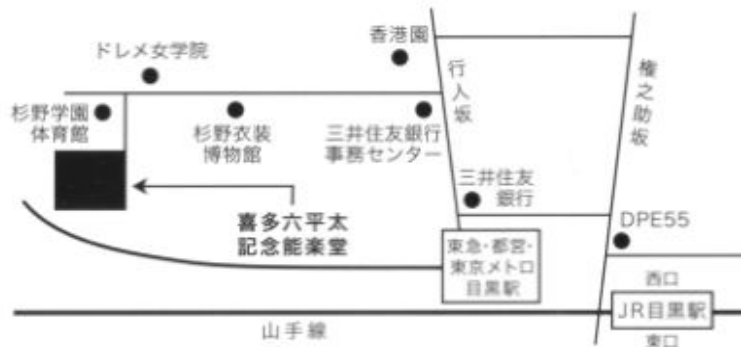 香港園
ドレメ女学院
行人坂
権之助坂
杉野学園
体育館
杉野衣装
博物館
三井住友銀行
事務センター
三井住友
銀行
喜多六平太
記念能楽堂
DPE55
東急・都営・
東京メトロ
目黒駅
西口
JR目黒駅
山手線
東口